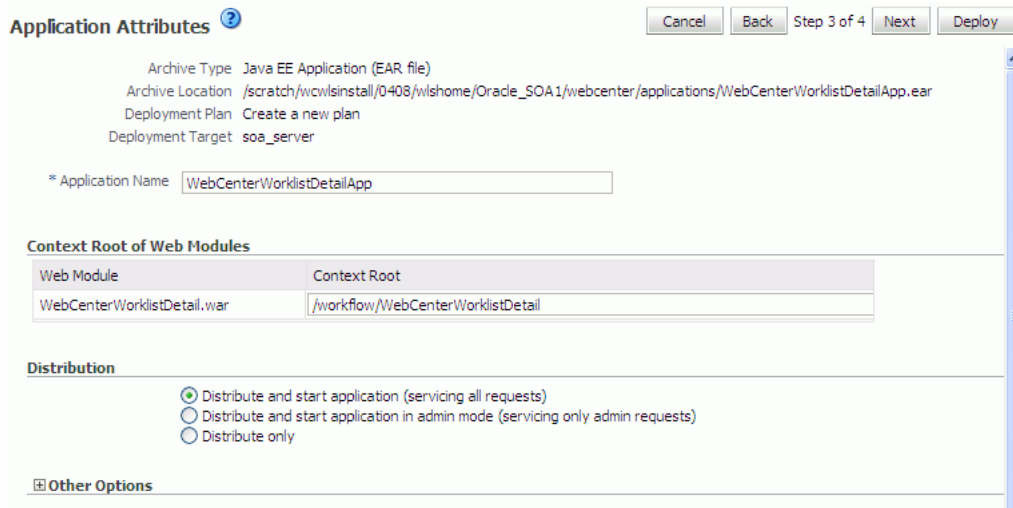 Application Attributes ?
Cancel Back Step 3 of 4 Next Deploy
Archive Type Java EE Application (EAR file)
Archive Location /scratch/wcwlsinstall/0408/wlshome/Oracle_SOA1/webcenter/applications/WebCenterWorklistDetailApp.ear
Deployment Plan Create a new plan
Deployment Target soa_server
* Application Name WebCenterWorklistDetailApp
Context Root of Web Modules
Web Module Context Root
WebCenterWorklistDetail.war /workflow/WebCenterWorklistDetail
Distribution
Distribute and start application (servicing all requests)
Distribute and start application in admin mode (servicing only admin requests)
Distribute only
Other Options